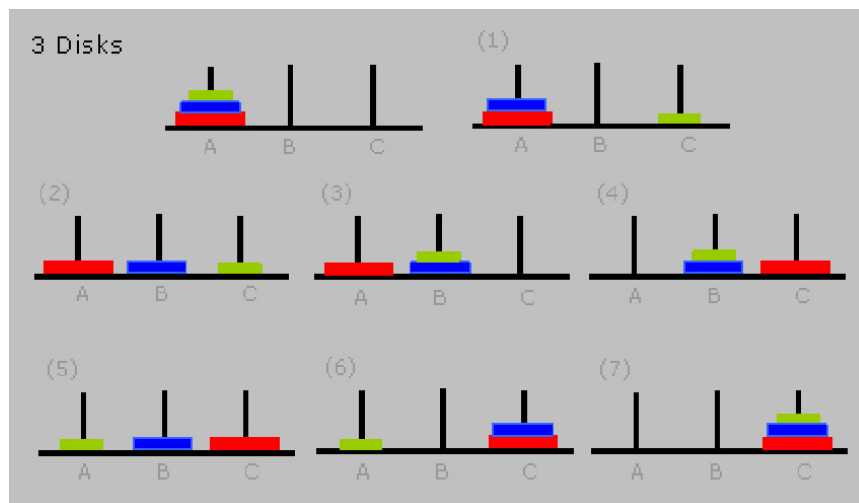 3 Disks
(1)
A B C
A B C
(2)
(3)
(4)
A B C
A B C
A B C
(5)
(6)
(7)
A B C
A B C
A B C